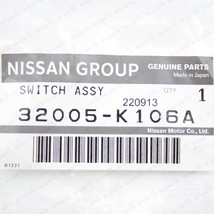 NISSAN GROUP
GENUINE PARTS
Made in Japan
SWITCH ASSY
QTY
220913
1
32005-K106A
Nissan Motor Co., Ltd.
B1221